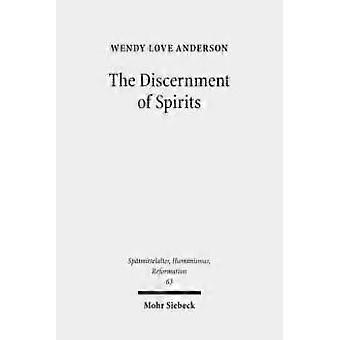 WENDY LOVE ANDERSON
The Discernment
of Spirits
Spätmittelalter, Humanismus,
Reformation
63
Mohr Siebeck